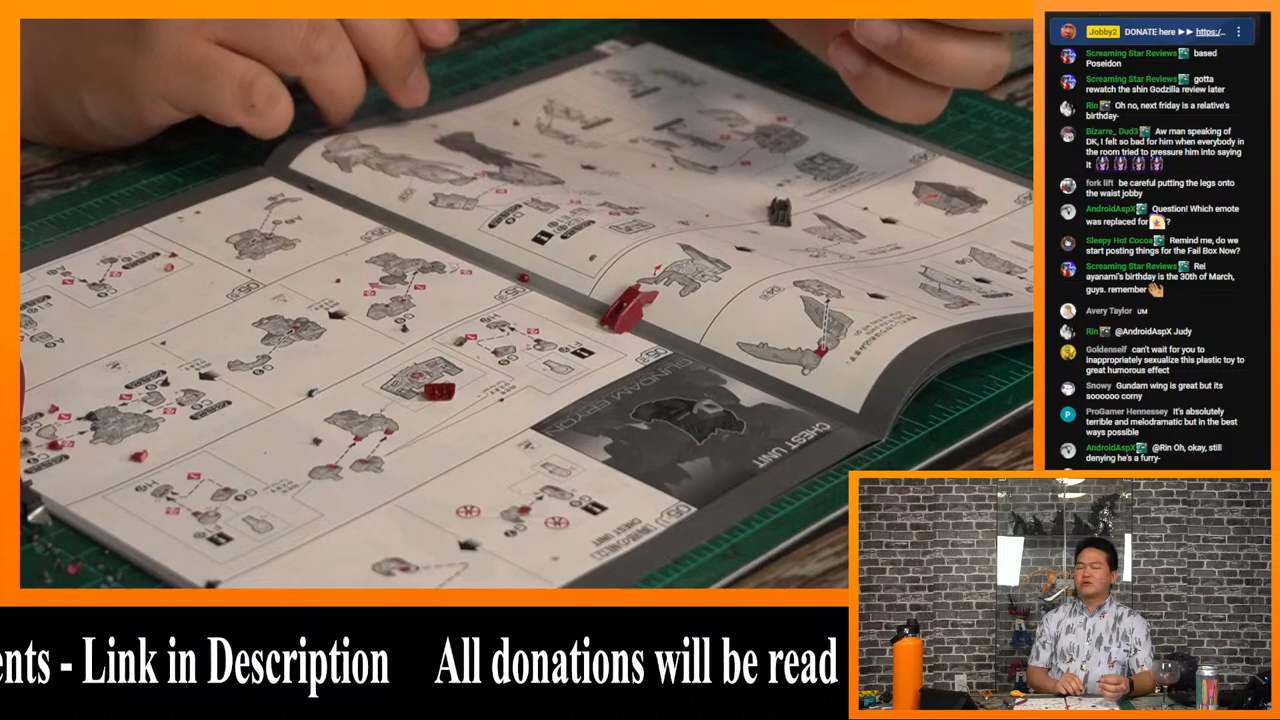 Jobby2 DONATE here ►► https:/...
Screaming Star Reviews based
Poseidon
Screaming Star Reviews gotta
rewatch the shin Godzilla review later
Rin Oh no, next friday is a relative's
birthday-
Bizarre_ Dud3 Aw man speaking of
DK, I felt so bad for him when everybody in
the room tried to pressure him into saying
it
fork lift be careful putting the legs onto
the waist jobby
AndroidAspX Question! Which emote
was replaced for ?
Sleepy Hot Cocoa Remind me, do we
start posting things for the Fail Box Now?
Screaming Star Reviews Rei
ayanami's birthday is the 30th of March,
guys. remember
Avery Taylor UM
Rin @AndroidAspX Judy
Goldenself can't wait for you to
inappropriately sexualize this plastic toy to
great humorous effect
Snowy Gundam wing is great but its
soooooo corny
ProGamer Hennessey It's absolutely
terrible and melodramatic but in the best
ways possible
AndroidAspX @Rin Oh, okay, still
denying he's a furry-
CHEST UNIT
CHEST UNIT
ents - Link in Description All donations will be read